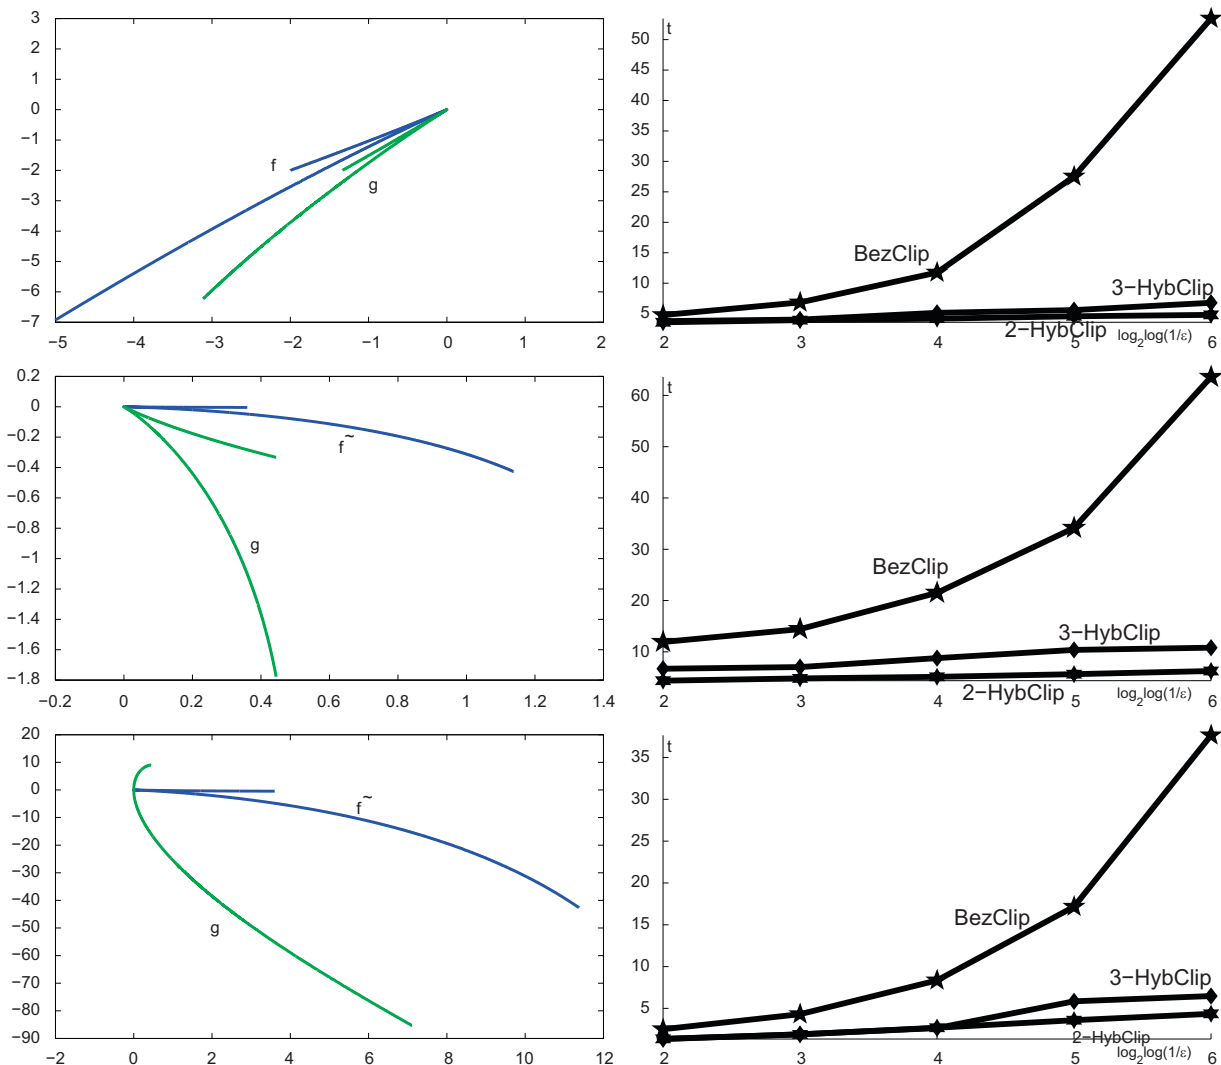 3
2
1
0
−1
−2
−3
−4
−5
−6
−7
−5 −4 −3 −2 −1 0 1 2
f
g
t
50
45
40
35
30
25
20
15
10
5
BezClip
3−HybClip
2−HybClip
log2log(1/ε)
2 3 4 5 6
0.2
0
−0.2
−0.4
−0.6
−0.8
−1
−1.2
−1.4
−1.6
−1.8
−0.2 0 0.2 0.4 0.6 0.8 1 1.2 1.4
f~
g
t
60
50
40
30
20
10
BezClip
3−HybClip
2−HybClip
log2log(1/ε)
2 3 4 5 6
20
10
0
−10
−20
−30
−40
−50
−60
−70
−80
−90
−2 0 2 4 6 8 10 12
f~
g
t
35
30
25
20
15
10
5
BezClip
3−HybClip
2−HybClip
log2log(1/ε)
2 3 4 5 6